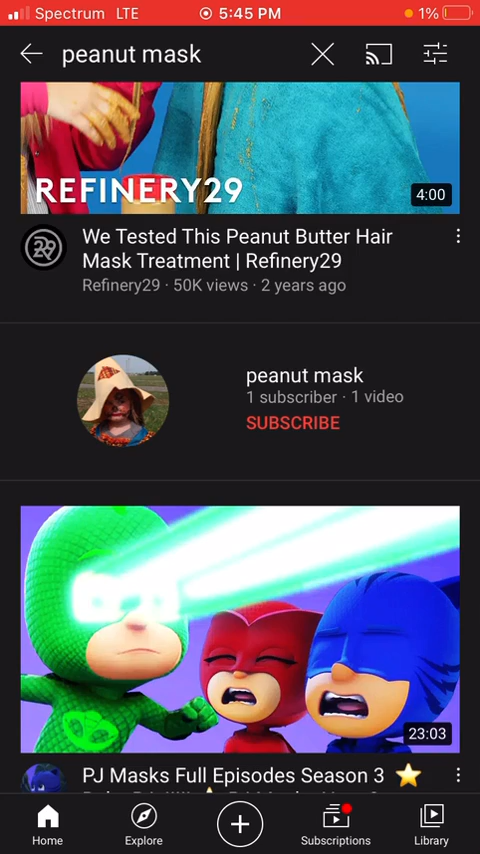 Spectrum LTE 5:45 PM 1%
peanut mask
REFINERY29
4:00
29
We Tested This Peanut Butter Hair
Mask Treatment | Refinery29
Refinery29 · 50K views · 2 years ago
peanut mask
1 subscriber · 1 video
SUBSCRIBE
23:03
PJ Masks Full Episodes Season 3 ⭐
Home Explore Subscriptions Library